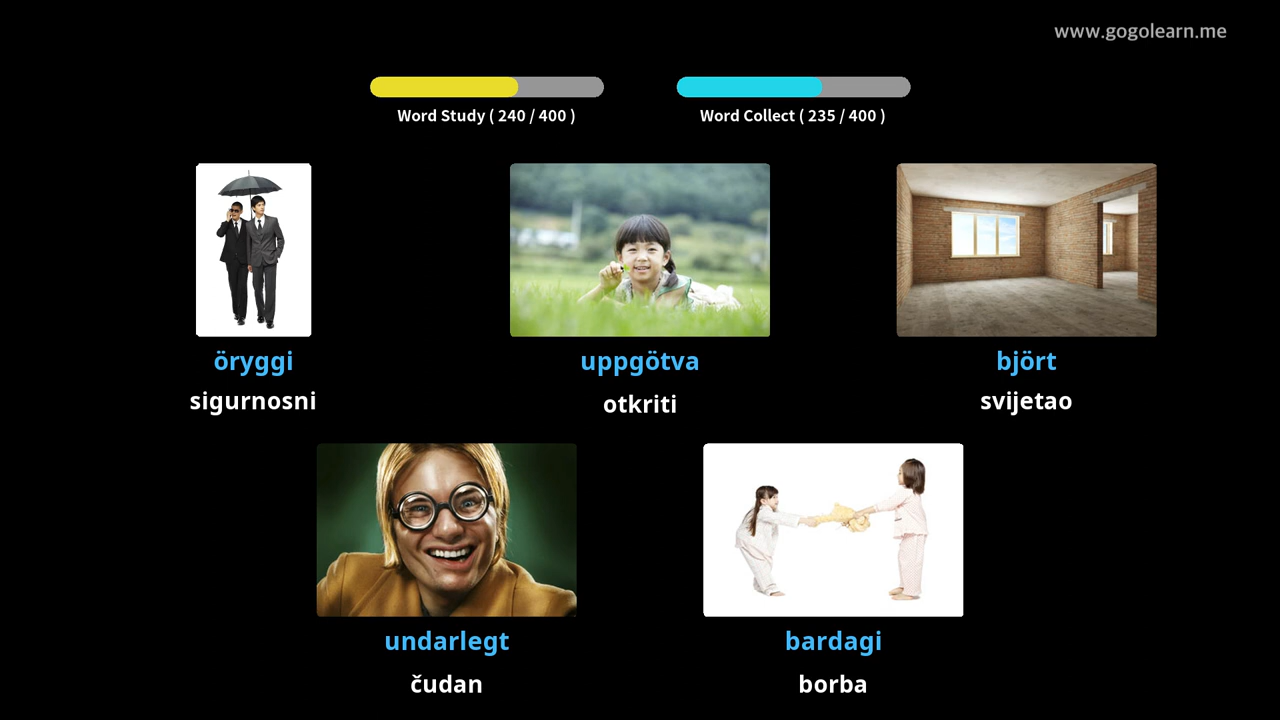 www.gogolearn.me
Word Study ( 240 / 400 )
Word Collect ( 235 / 400 )
öryggi
sigurnosni
uppgötva
otkriti
björt
svijetao
undarlegt
čudan
bardagi
borba